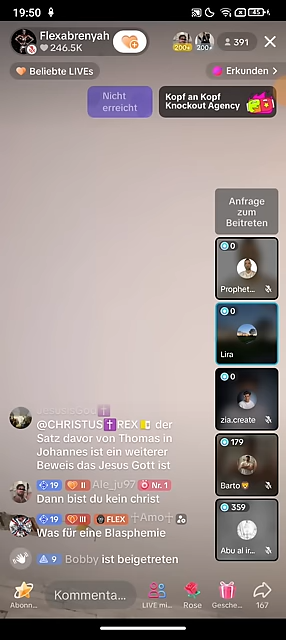 19:50
45
Flexabrenyah
246.5K
200+
200+
391
Beliebte LIVEs
Erkunden
Nicht
erreicht
Kopf an Kopf
Knockout Agency
Anfrage
zum
Beitreten
0
Prophet...
0
Lira
0
zia.create
179
Barto
359
Abu al ir...
@CHRISTUS✝️REX🇻🇦 der
Satz davor von Thomas in
Johannes ist ein weiterer
Beweis das Jesus Gott ist
19 II Ale_ju97 Nr. 1
Dann bist du kein christ
19 III FLEX ☩Amo☩
Was für eine Blasphemie
9 Bobby ist beigetreten
Abonn...
Kommenta...
LIVE mi...
Rose
Gesche...
167